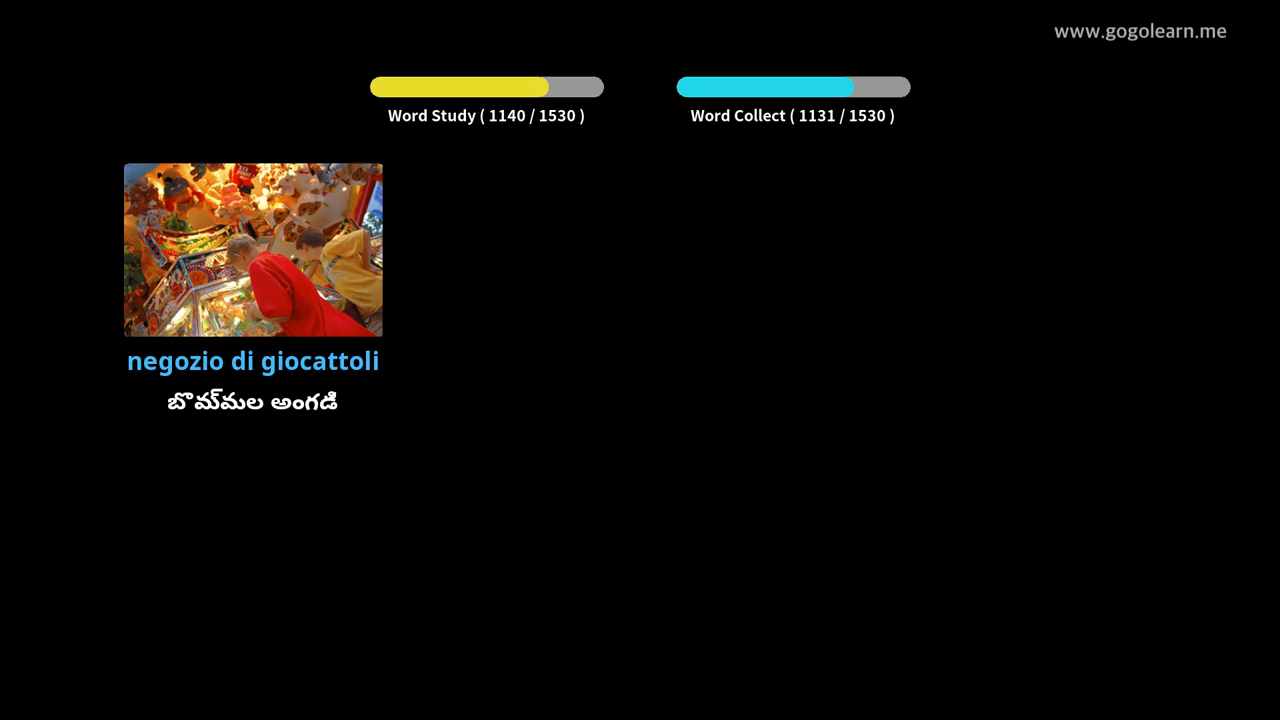 www.gogolearn.me
Word Study ( 1140 / 1530 )
Word Collect ( 1131 / 1530 )
negozio di giocattoli
బొమ్మల అంగడి